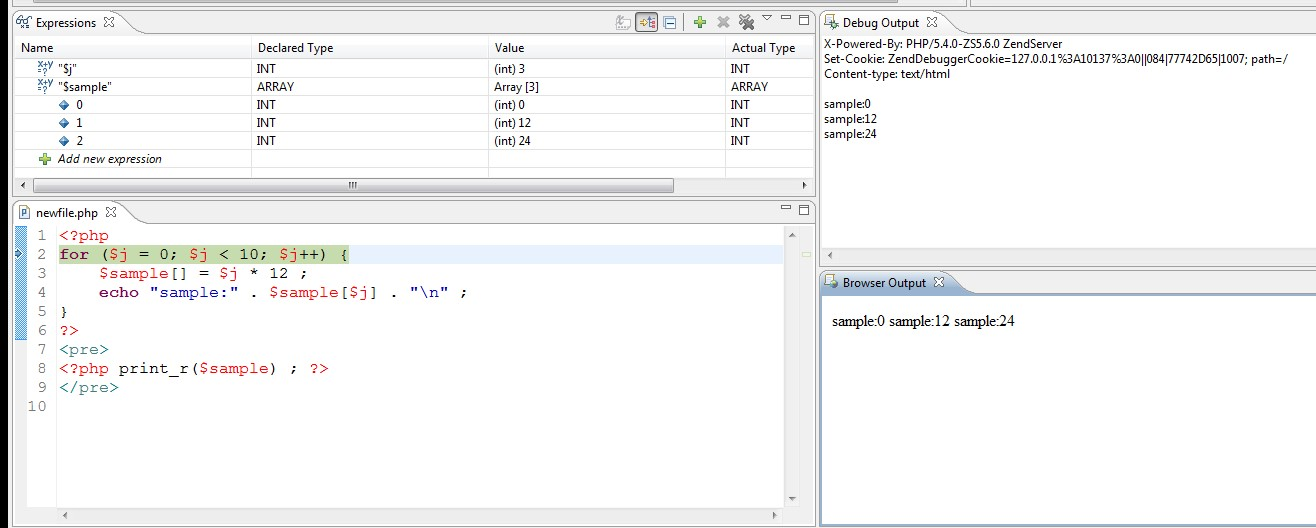 Expressions
Name Declared Type Value Actual Type
"$j" INT (int) 3 INT
"$sample" ARRAY Array [3] ARRAY
0 INT (int) 0 INT
1 INT (int) 12 INT
2 INT (int) 24 INT
Add new expression
newfile.php
1 <?php
2 for ($j = 0; $j < 10; $j++) {
3 $sample[] = $j * 12 ;
4 echo "sample:" . $sample[$j] . "\n" ;
5 }
6 ?>
7 <pre>
8 <?php print_r($sample) ; ?>
9 </pre>
10
Debug Output
X-Powered-By: PHP/5.4.0-ZS5.6.0 ZendServer
Set-Cookie: ZendDebuggerCookie=127.0.0.1%3A10137%3A0||084|77742D65|1007; path=/
Content-type: text/html
sample:0
sample:12
sample:24
Browser Output
sample:0 sample:12 sample:24